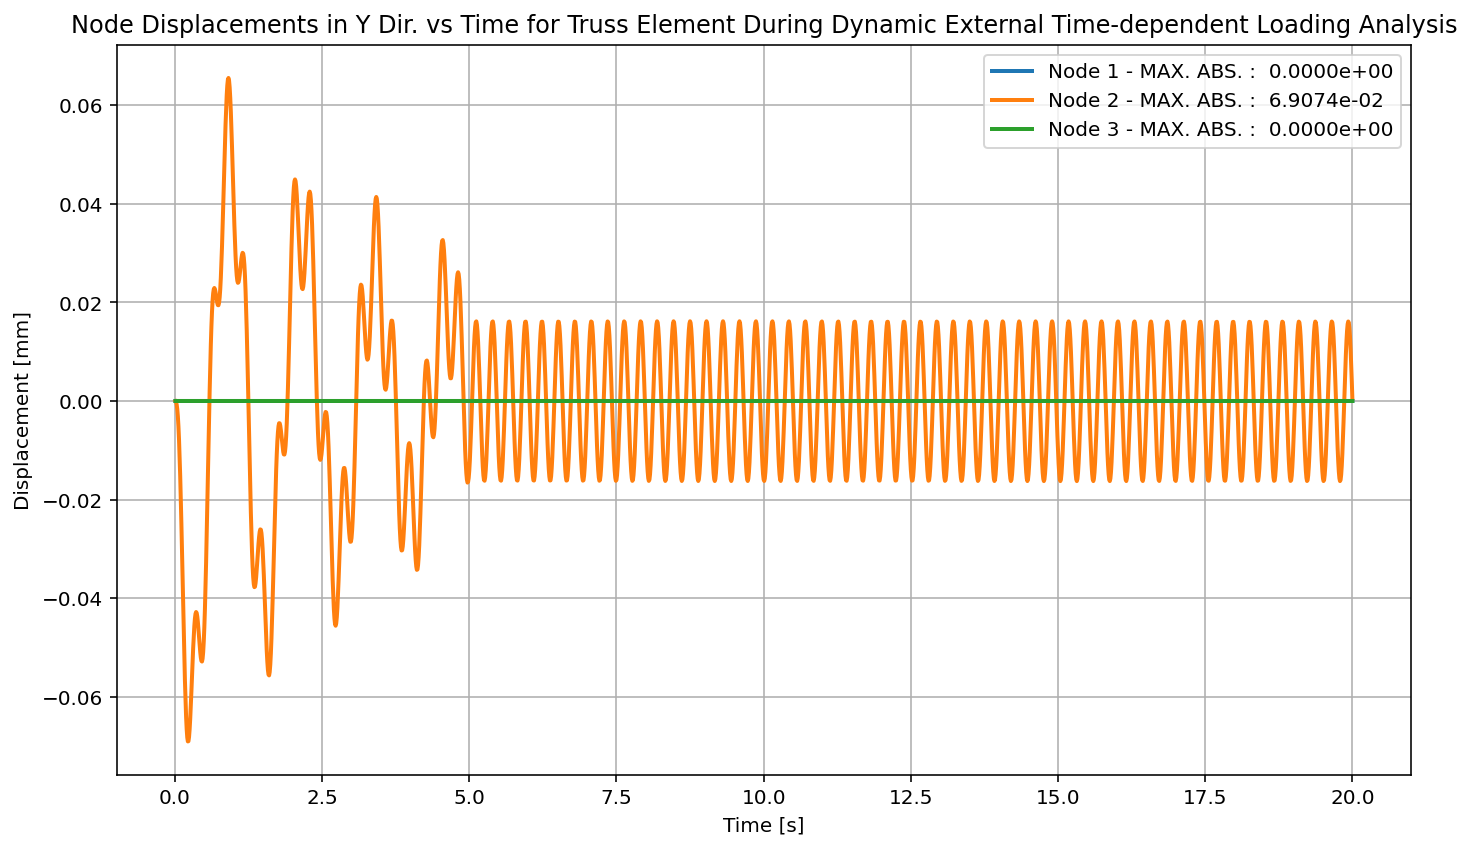 Node Displacements in Y Dir. vs Time for Truss Element During Dynamic External Time-dependent Loading Analysis
Node 1 - MAX. ABS. : 0.0000e+00
Node 2 - MAX. ABS. : 6.9074e-02
Node 3 - MAX. ABS. : 0.0000e+00
Displacement [mm]
0.06
0.04
0.02
0.00
−0.02
−0.04
−0.06
0.0 2.5 5.0 7.5 10.0 12.5 15.0 17.5 20.0
Time [s]